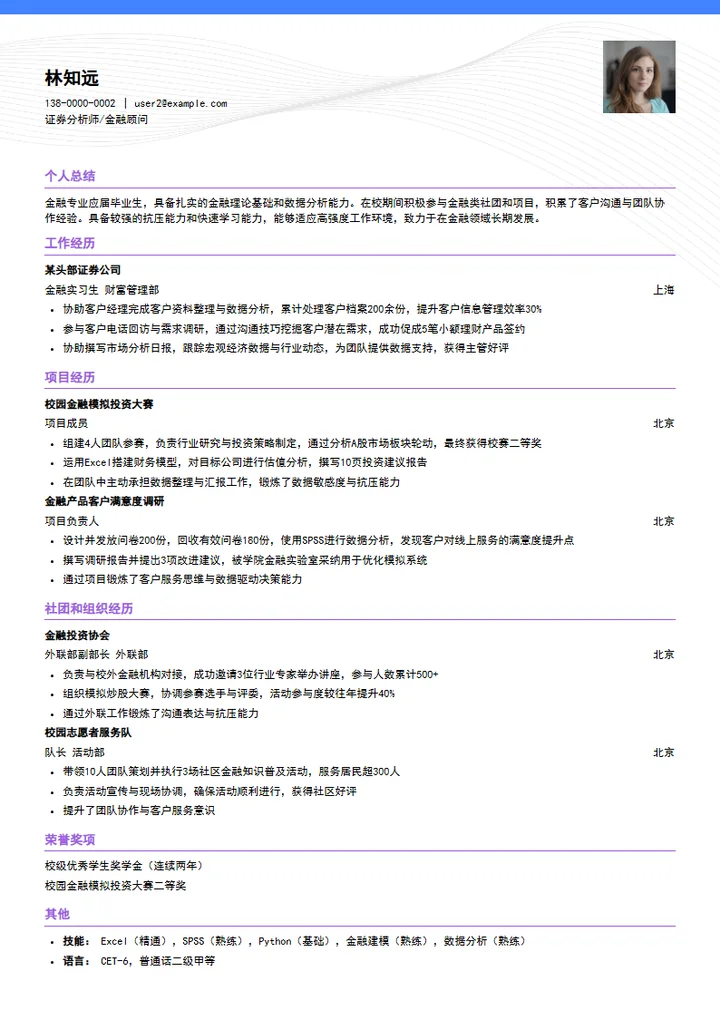 林知远
138-0000-0002 | user2@example.com
证券分析师/金融顾问
个人总结
金融专业应届毕业生，具备扎实的金融理论基础和数据分析能力。在校期间积极参与金融类社团和项目，积累了客户沟通与团队协
作经验。具备较强的抗压能力和快速学习能力，能够适应高强度工作环境，致力于在金融领域长期发展。
工作经历
某头部证券公司
金融实习生 财富管理部 上海
• 协助客户经理完成客户资料整理与数据分析，累计处理客户档案200余份，提升客户信息管理效率30%
• 参与客户电话回访与需求调研，通过沟通技巧挖掘客户潜在需求，成功促成5笔小额理财产品签约
• 协助撰写市场分析日报，跟踪宏观经济数据与行业动态，为团队提供数据支持，获得主管好评
项目经历
校园金融模拟投资大赛
项目成员 北京
• 组建4人团队参赛，负责行业研究与投资策略制定，通过分析A股市场板块轮动，最终获得校赛二等奖
• 运用Excel搭建财务模型，对目标公司进行估值分析，撰写10页投资建议报告
• 在团队中主动承担数据整理与汇报工作，锻炼了数据敏感度与抗压能力
金融产品客户满意度调研
项目负责人 北京
• 设计并发放问卷200份，回收有效问卷180份，使用SPSS进行数据分析，发现客户对线上服务的满意度提升点
• 撰写调研报告并提出3项改进建议，被学院金融实验室采纳用于优化模拟系统
• 通过项目锻炼了客户服务思维与数据驱动决策能力
社团和组织经历
金融投资协会
外联部副部长 外联部 北京
• 负责与校外金融机构对接，成功邀请3位行业专家举办讲座，参与人数累计500+
• 组织模拟炒股大赛，协调参赛选手与评委，活动参与度较往年提升40%
• 通过外联工作锻炼了沟通表达与抗压能力
校园志愿者服务队
队长 活动部 北京
• 带领10人团队策划并执行3场社区金融知识普及活动，服务居民超300人
• 负责活动宣传与现场协调，确保活动顺利进行，获得社区好评
• 提升了团队协作与客户服务意识
荣誉奖项
校级优秀学生奖学金（连续两年）
校园金融模拟投资大赛二等奖
其他
• 技能： Excel（精通），SPSS（熟练），Python（基础），金融建模（熟练），数据分析（熟练）
• 语言： CET-6，普通话二级甲等